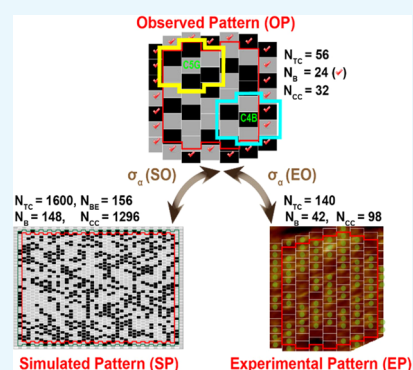 Observed Pattern (OP)
C5G
C4B
N_TC = 56
N_B = 24 (✓)
N_CC = 32
σ_α (SO)
σ_α (EO)
N_TC = 1600, N_BE = 156
N_B = 148, N_CC = 1296
N_TC = 140
N_B = 42, N_CC = 98
Simulated Pattern (SP)
Experimental Pattern (EP)